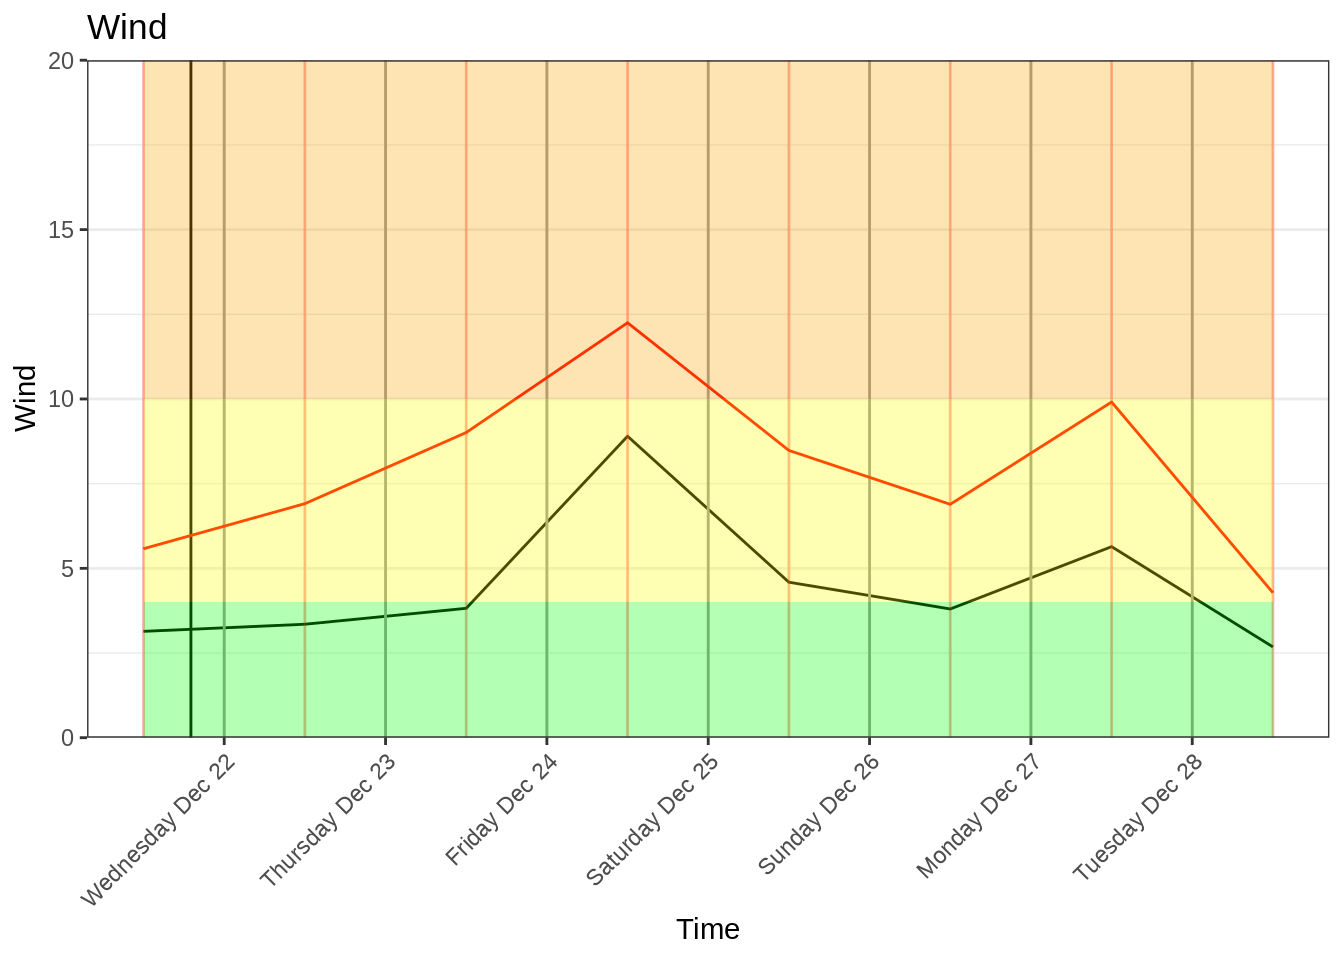 Wind
20
15
10
5
0
Wind
Wednesday Dec 22
Thursday Dec 23
Friday Dec 24
Saturday Dec 25
Sunday Dec 26
Monday Dec 27
Tuesday Dec 28
Time